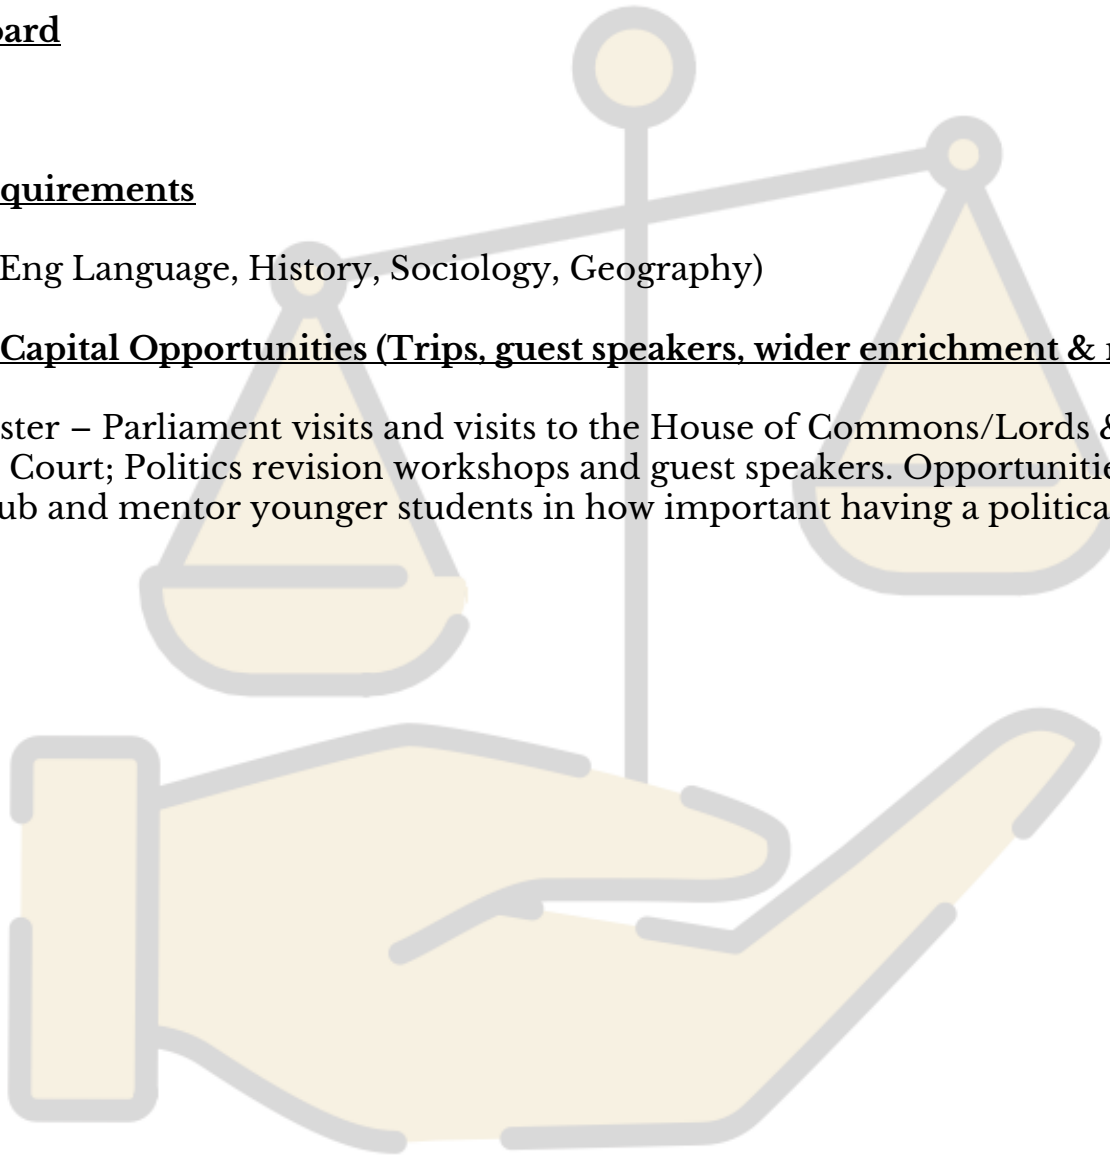 oard
quirements
Eng Language, History, Sociology, Geography)
Capital Opportunities (Trips, guest speakers, wider enrichment &
ster – Parliament visits and visits to the House of Commons/Lords &
Court; Politics revision workshops and guest speakers. Opportunitie
ub and mentor younger students in how important having a politica